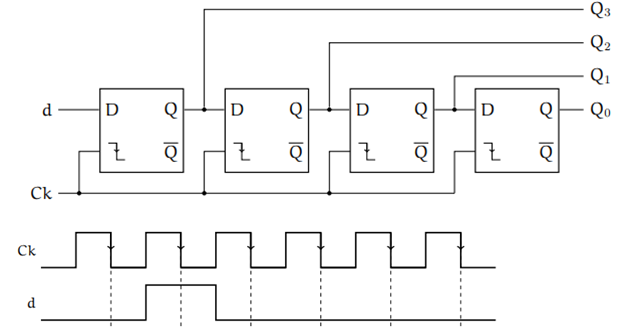 Q3
Q2
Q1
d D Q D Q D Q D Q Q0
Q̅ Q̅ Q̅ Q̅
Ck
Ck
d